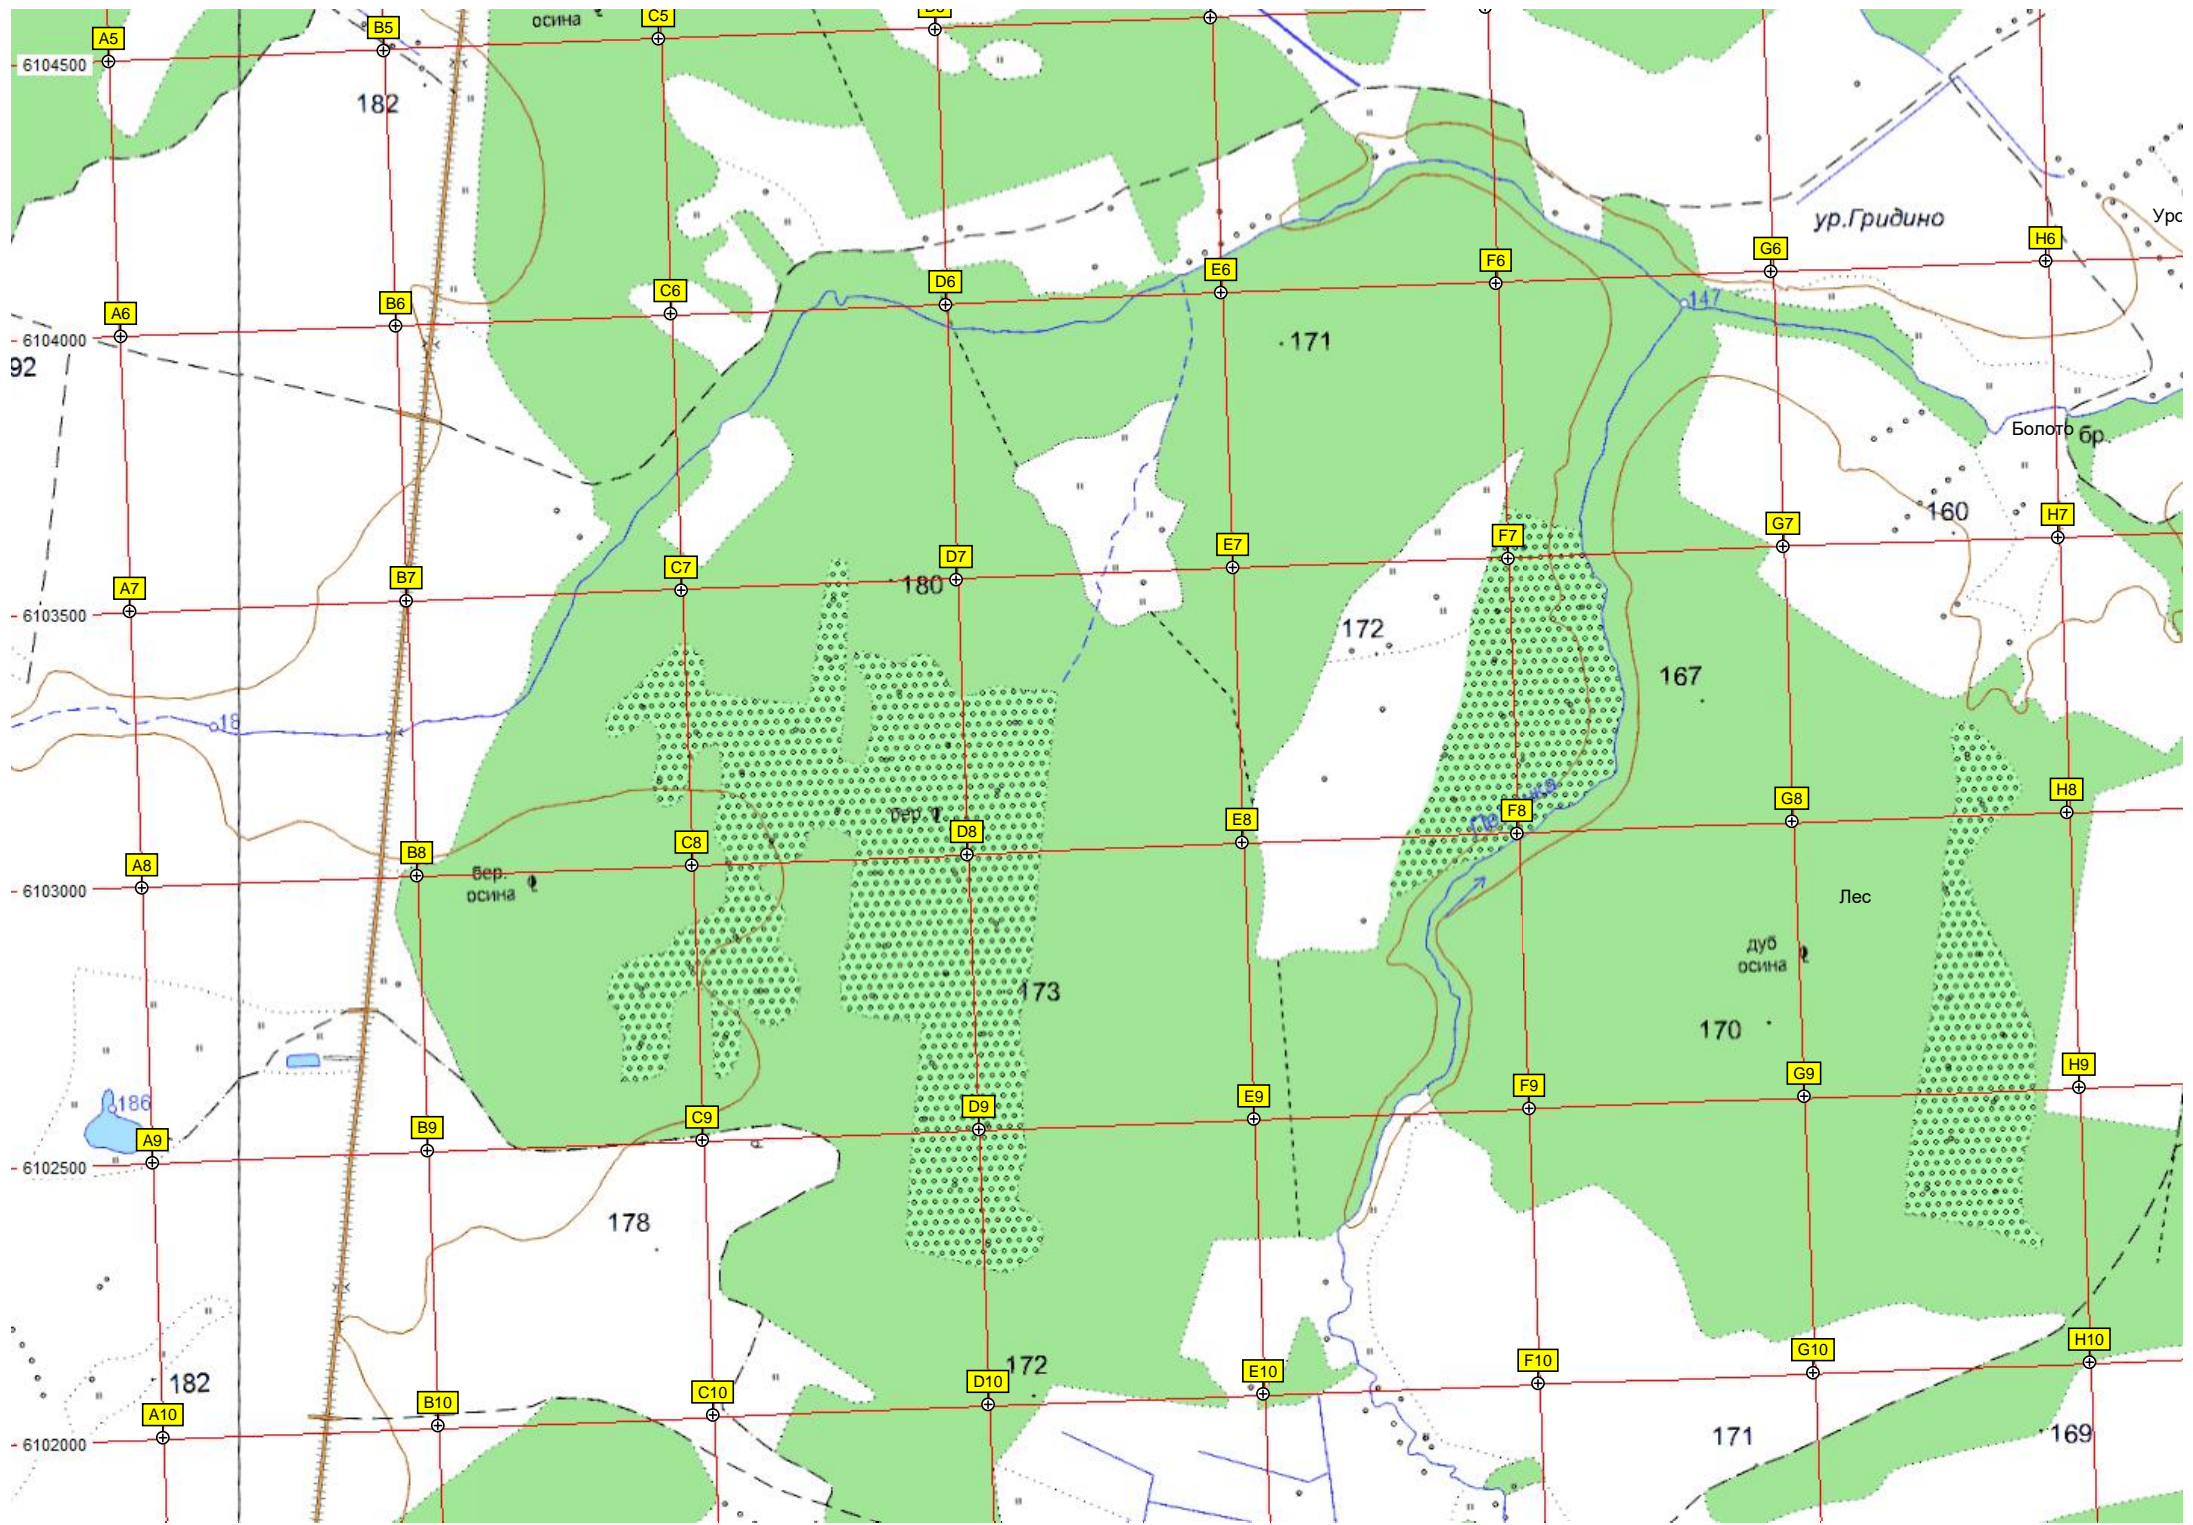 осина
C5
B5
A5
6104500
182
ур.Гридино
H6
G6
F6
E6
D6
C6
B6
A6
147
6104000
171
92
Болото
бр.
160
H7
G7
F7
E7
D7
C7
B7
A7
180
6103500
172
167
18
H8
G8
F8
E8
D8
C8
B8
A8
бер.
бер.
осина
6103000
Лес
дуб
осина
173
170
H9
G9
F9
E9
D9
C9
B9
A9
186
6102500
178
H10
G10
F10
E10
D10
C10
B10
A10
172
182
171
169
6102000